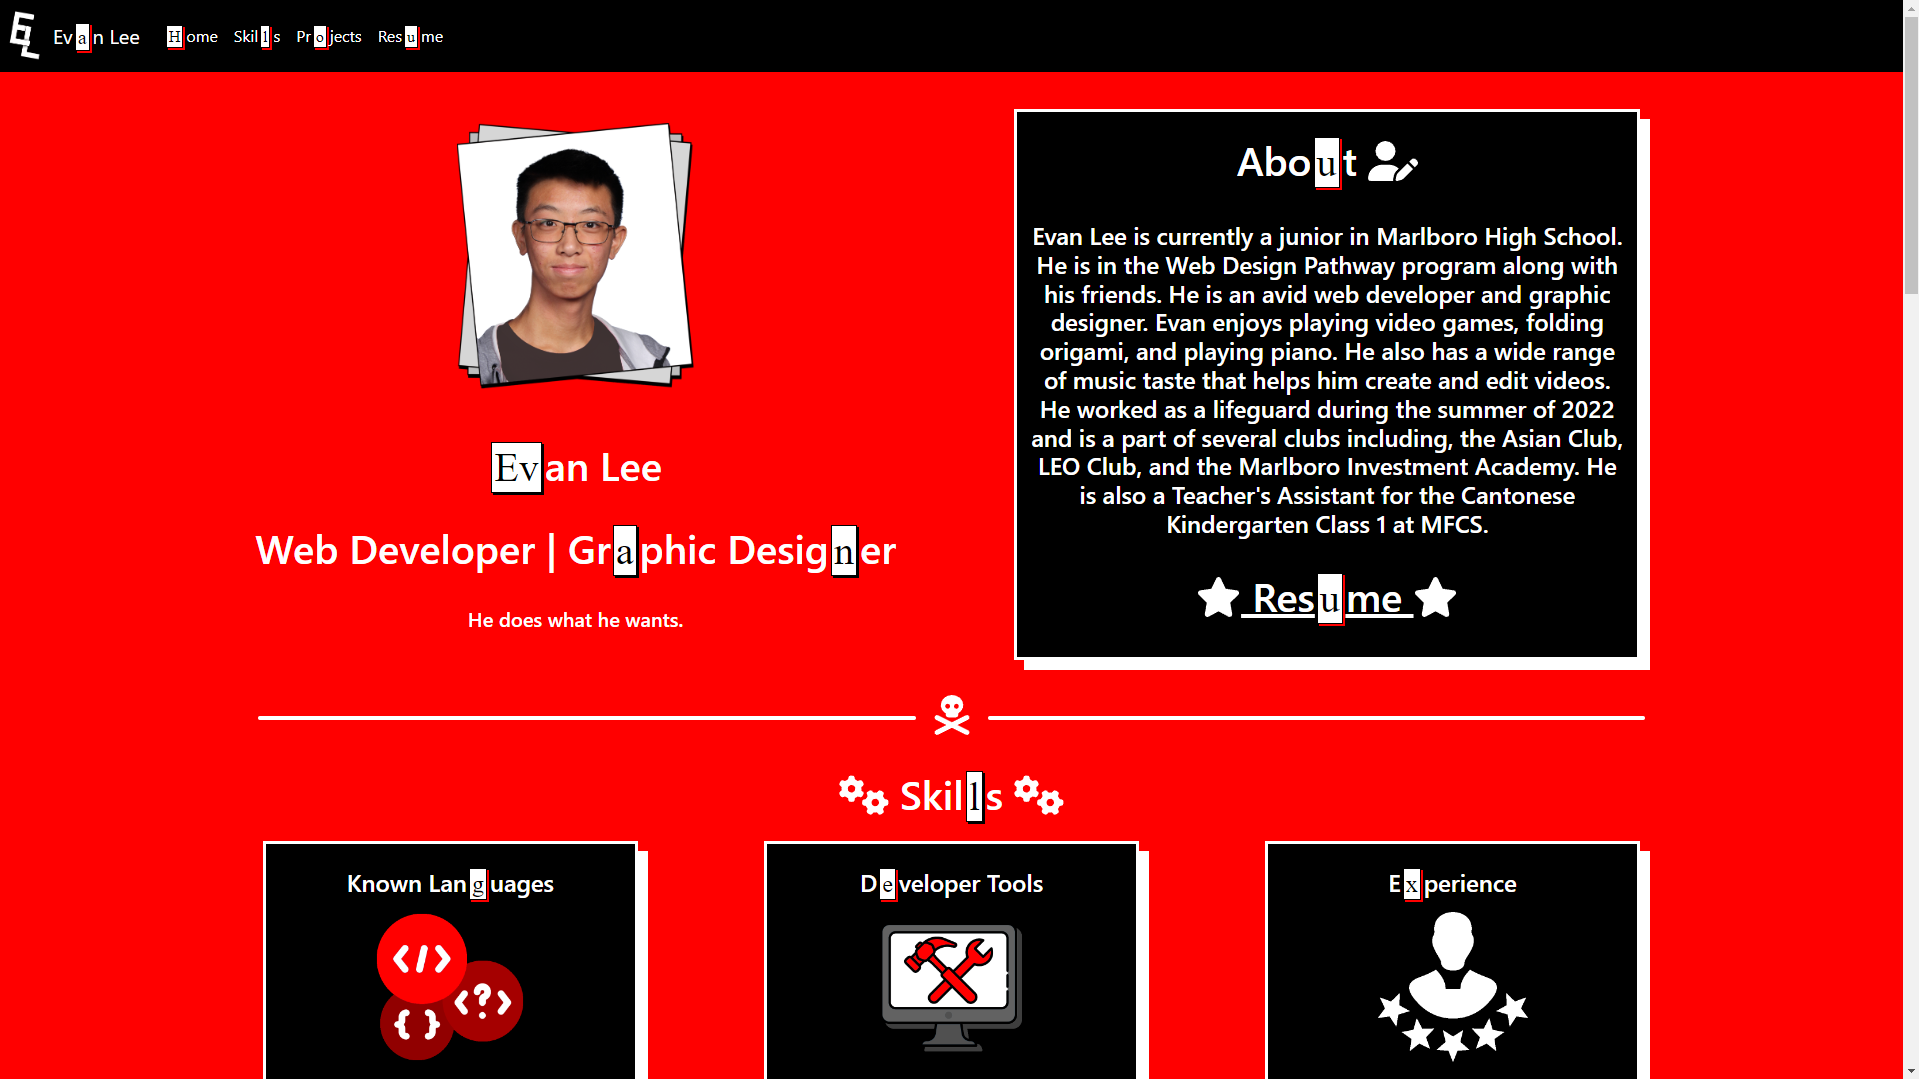 EL Evan Lee Home Skills Projects Resume
Evan Lee
Web Developer | Graphic Designer
He does what he wants.
About
Evan Lee is currently a junior in Marlboro High School.
He is in the Web Design Pathway program along with
his friends. He is an avid web developer and graphic
designer. Evan enjoys playing video games, folding
origami, and playing piano. He also has a wide range
of music taste that helps him create and edit videos.
He worked as a lifeguard during the summer of 2022
and is a part of several clubs including, the Asian Club,
LEO Club, and the Marlboro Investment Academy. He
is also a Teacher's Assistant for the Cantonese
Kindergarten Class 1 at MFCS.
Resume
Skills
Known Languages
</>
<?>
{ }
Developer Tools
Experience